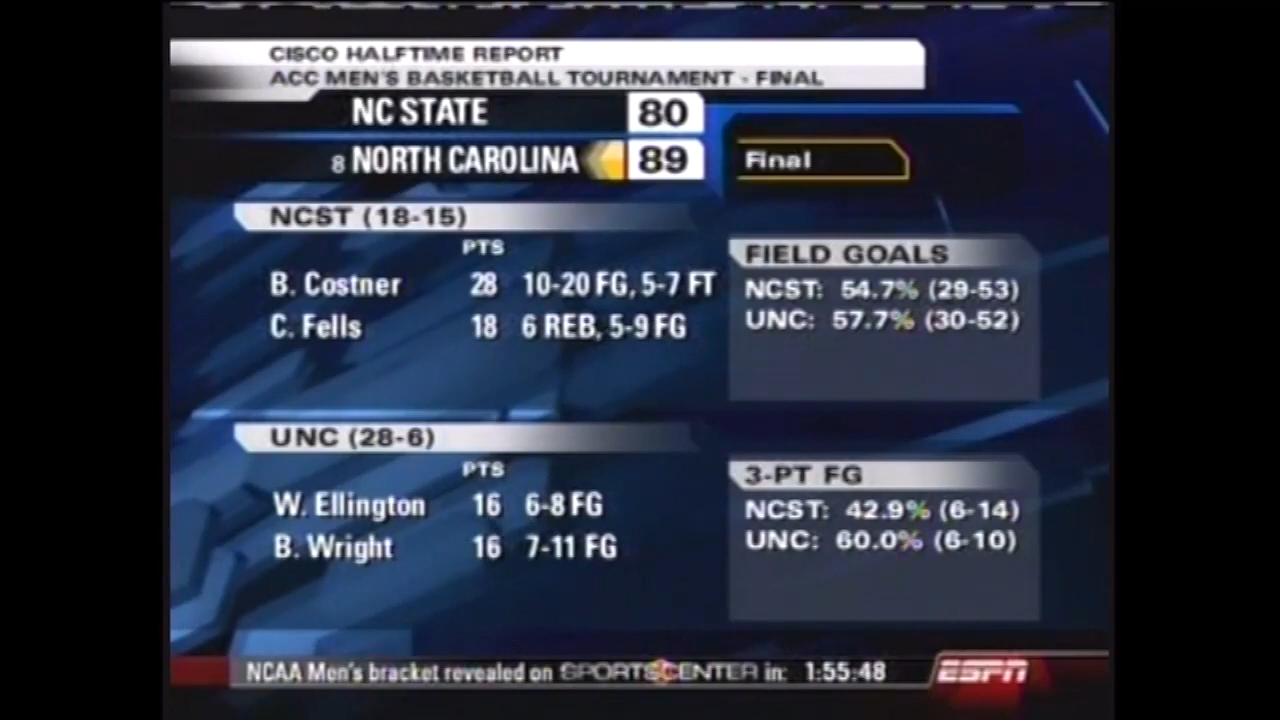 CISCO HALFTIME REPORT
ACC MEN'S BASKETBALL TOURNAMENT - FINAL
NC STATE 80
8 NORTH CAROLINA 89
Final
NCST (18-15)
PTS
B. Costner 28 10-20 FG, 5-7 FT
C. Fells 18 6 REB, 5-9 FG
FIELD GOALS
NCST: 54.7% (29-53)
UNC: 57.7% (30-52)
UNC (28-6)
PTS
W. Ellington 16 6-8 FG
B. Wright 16 7-11 FG
3-PT FG
NCST: 42.9% (6-14)
UNC: 60.0% (6-10)
NCAA Men's bracket revealed on SPORTSCENTER in: 1:55:48 ESPN